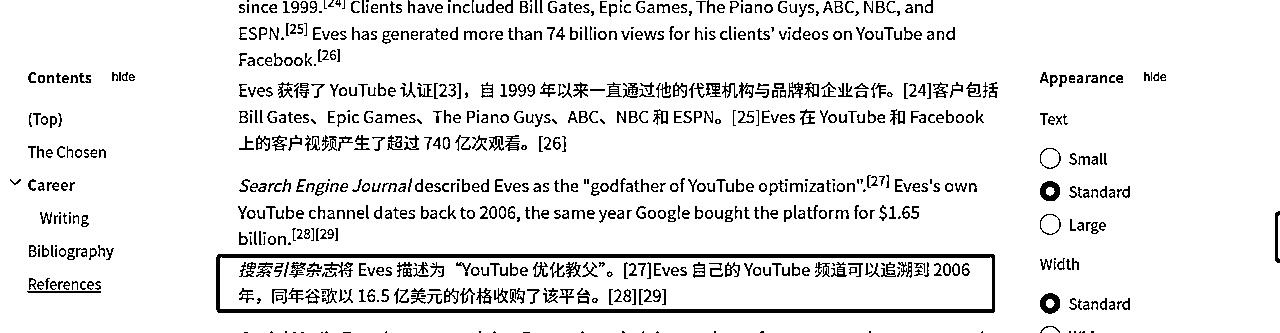 since 1999.[24] Clients have included Bill Gates, Epic Games, The Piano Guys, ABC, NBC, and
ESPN.[25] Eves has generated more than 74 billion views for his clients' videos on YouTube and
Facebook.[26]
Eves 获得了 YouTube 认证[23]，自 1999 年以来一直通过他的代理机构与品牌和企业合作。[24]客户包括
Bill Gates、Epic Games、The Piano Guys、ABC、NBC 和 ESPN。[25]Eves 在 YouTube 和 Facebook
上的客户视频产生了超过 740 亿次观看。[26]
Search Engine Journal described Eves as the "godfather of YouTube optimization".[27] Eves's own
YouTube channel dates back to 2006, the same year Google bought the platform for $1.65
billion.[28][29]
搜索引擎杂志将 Eves 描述为“YouTube 优化教父”。[27]Eves 自己的 YouTube 频道可以追溯到 2006
年，同年谷歌以 16.5 亿美元的价格收购了该平台。[28][29]
Contents hide
(Top)
The Chosen
Career
Writing
Bibliography
References
Appearance hide
Text
Small
Standard
Large
Width
Standard